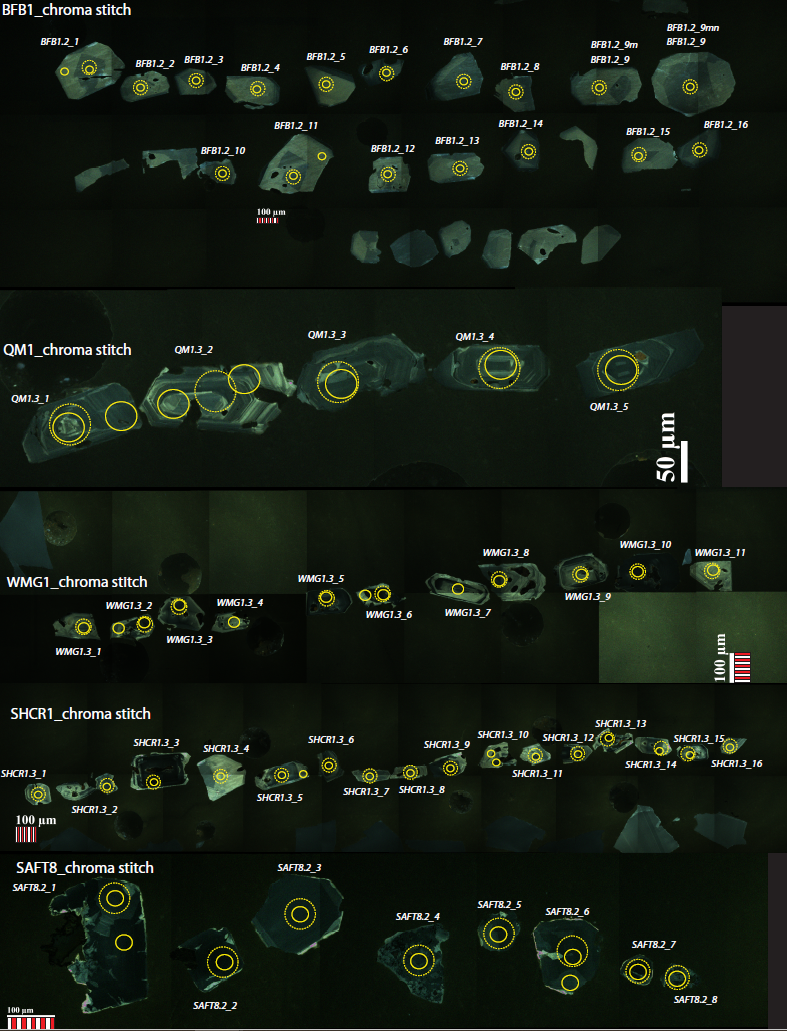 BFB1_chroma stitch
BFB1.2_9mn
BFB1.2_1
BFB1.2_2
BFB1.2_3
BFB1.2_4
BFB1.2_5
BFB1.2_6
BFB1.2_7
BFB1.2_8
BFB1.2_9m
BFB1.2_9
BFB1.2_9
BFB1.2_10
BFB1.2_11
BFB1.2_12
BFB1.2_13
BFB1.2_14
BFB1.2_15
BFB1.2_16
100 µm
QM1_chroma stitch
QM1.3_1
QM1.3_2
QM1.3_3
QM1.3_4
QM1.3_5
50 µm
WMG1_chroma stitch
WMG1.3_1
WMG1.3_2
WMG1.3_3
WMG1.3_4
WMG1.3_5
WMG1.3_6
WMG1.3_7
WMG1.3_8
WMG1.3_9
WMG1.3_10
WMG1.3_11
100 µm
SHCR1_chroma stitch
SHCR1.3_1
SHCR1.3_2
SHCR1.3_3
SHCR1.3_4
SHCR1.3_5
SHCR1.3_6
SHCR1.3_7
SHCR1.3_8
SHCR1.3_9
SHCR1.3_10
SHCR1.3_11
SHCR1.3_12
SHCR1.3_13
SHCR1.3_14
SHCR1.3_15
SHCR1.3_16
100 µm
SAFT8_chroma stitch
SAFT8.2_1
SAFT8.2_2
SAFT8.2_3
SAFT8.2_4
SAFT8.2_5
SAFT8.2_6
SAFT8.2_7
SAFT8.2_8
100 µm